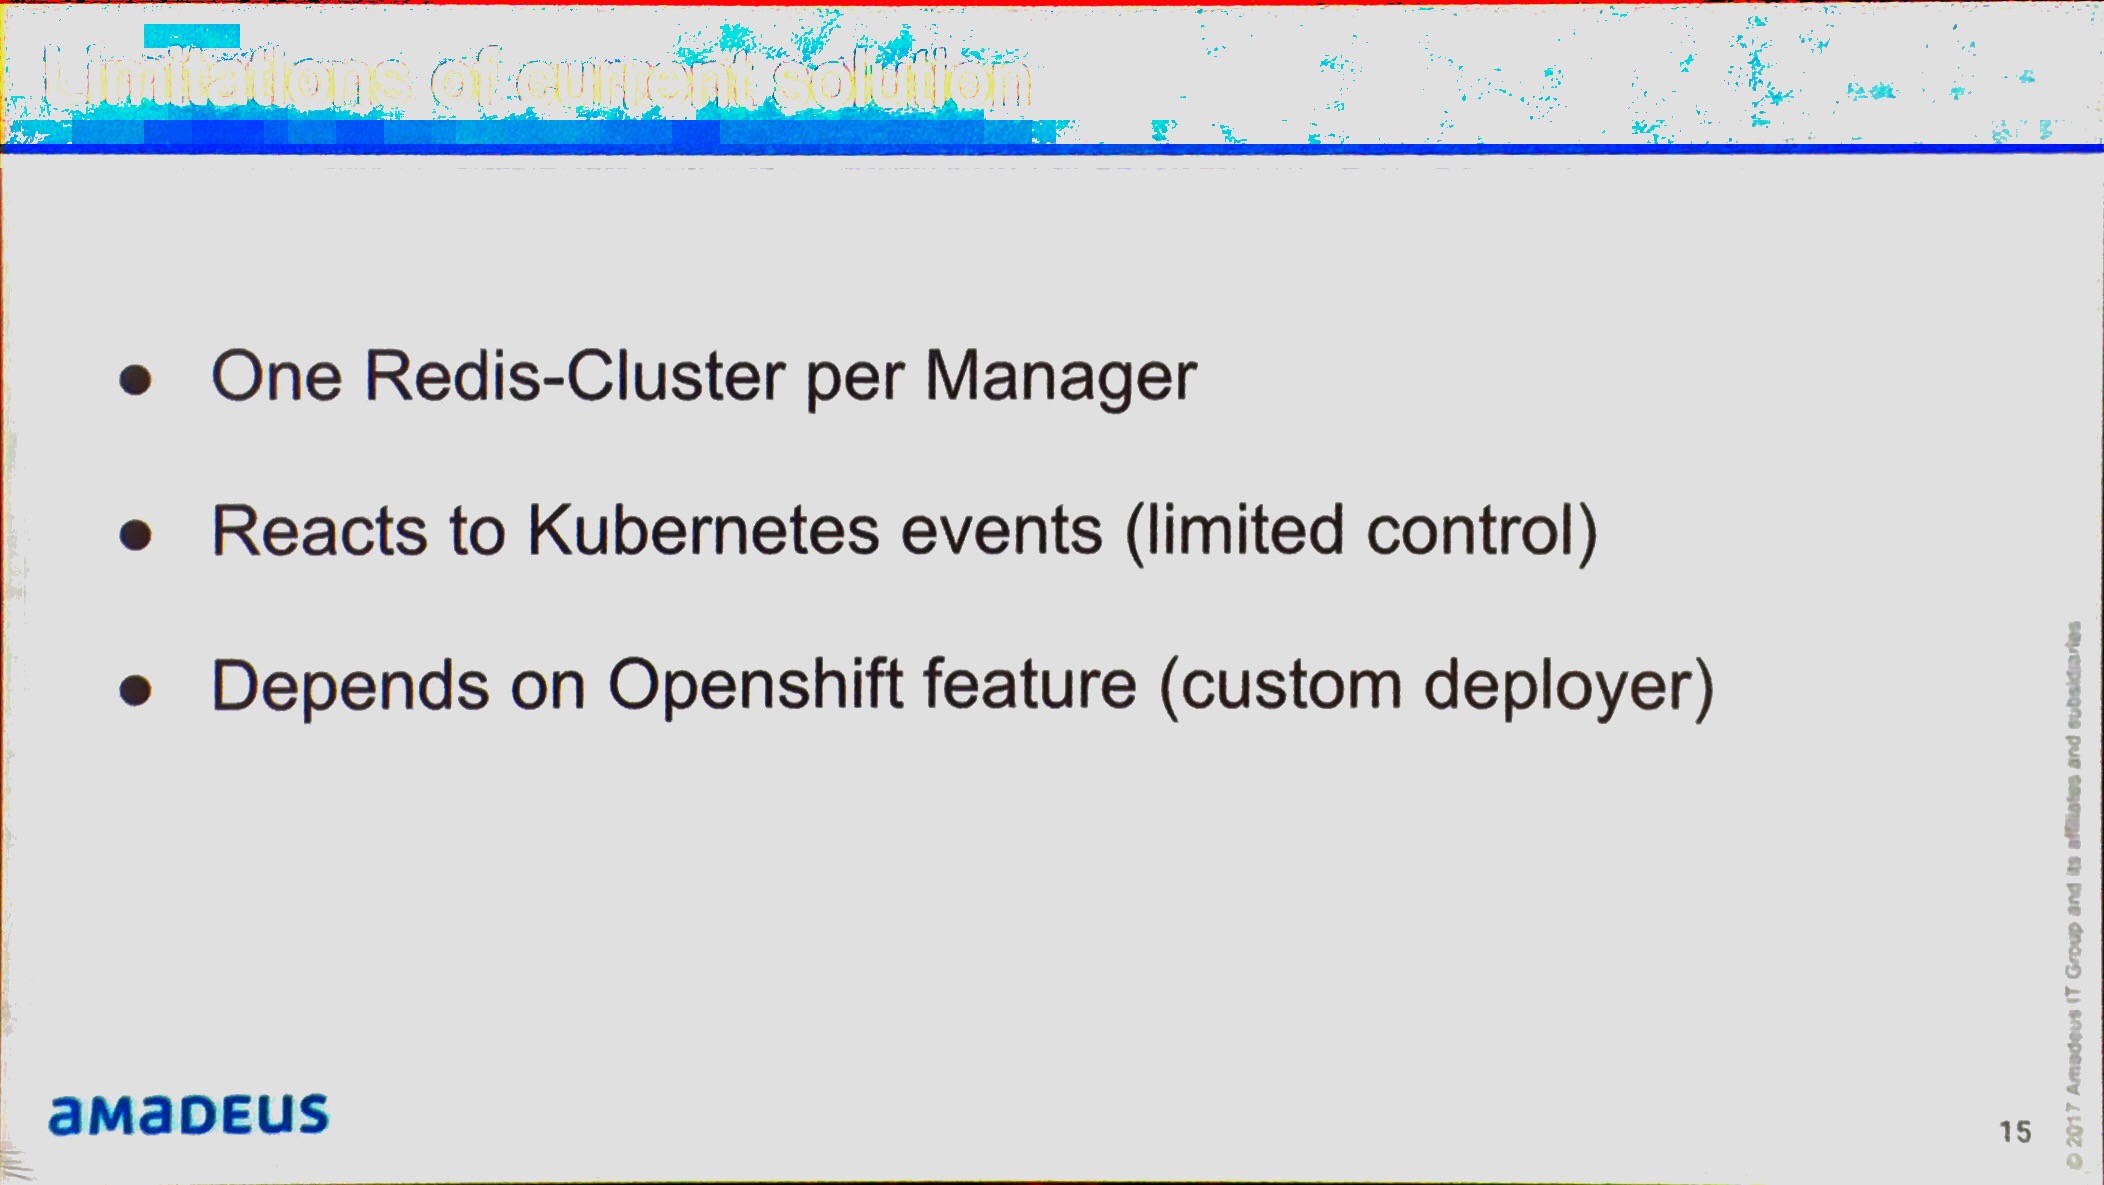 Limitations of current solution
● One Redis-Cluster per Manager
● Reacts to Kubernetes events (limited control)
● Depends on Openshift feature (custom deployer)
amadeus
15
© 2017 Amadeus IT Group and its affiliates and subsidiaries